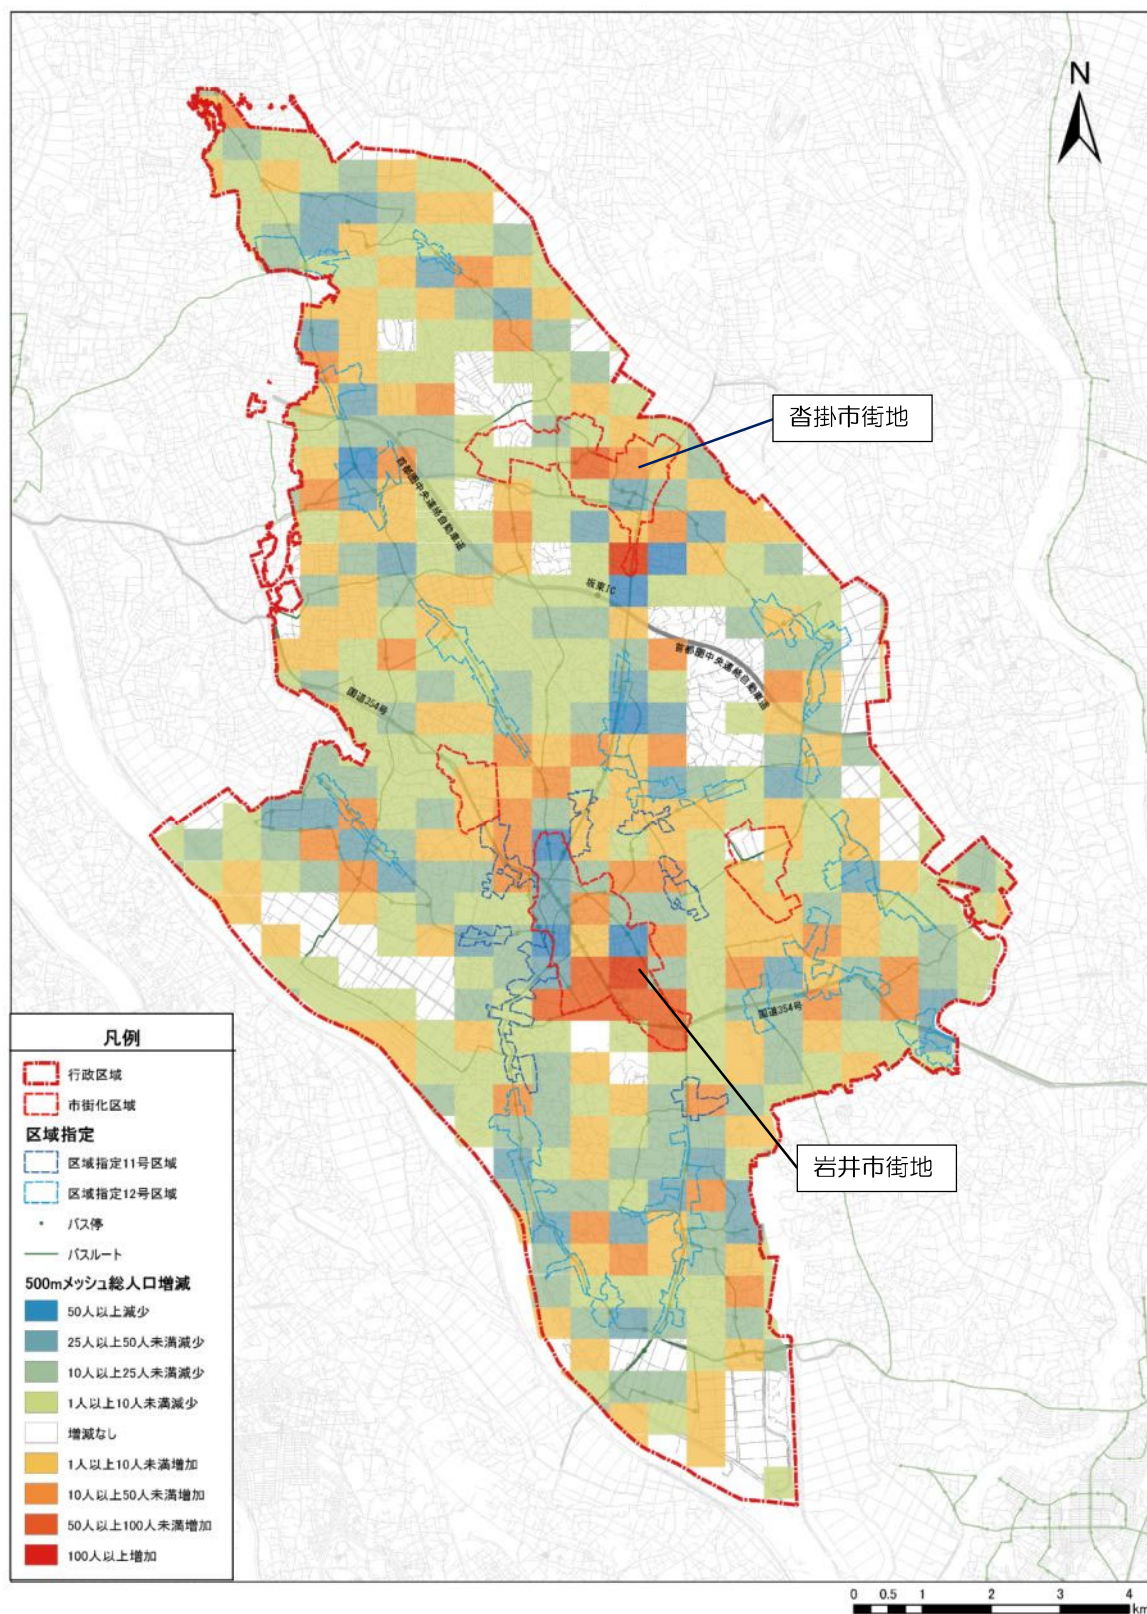 N
沓掛市街地
首都圏中央連絡自動車道
坂東IC
首都圏中央連絡自動車道
国道354号
国道354号
岩井市街地
凡例
行政区域
市街化区域
区域指定
区域指定11号区域
区域指定12号区域
バス停
バスルート
500mメッシュ総人口増減
50人以上減少
25人以上50人未満減少
10人以上25人未満減少
1人以上10人未満減少
増減なし
1人以上10人未満増加
10人以上50人未満増加
50人以上100人未満増加
100人以上増加
0 0.5 1 2 3 4
km